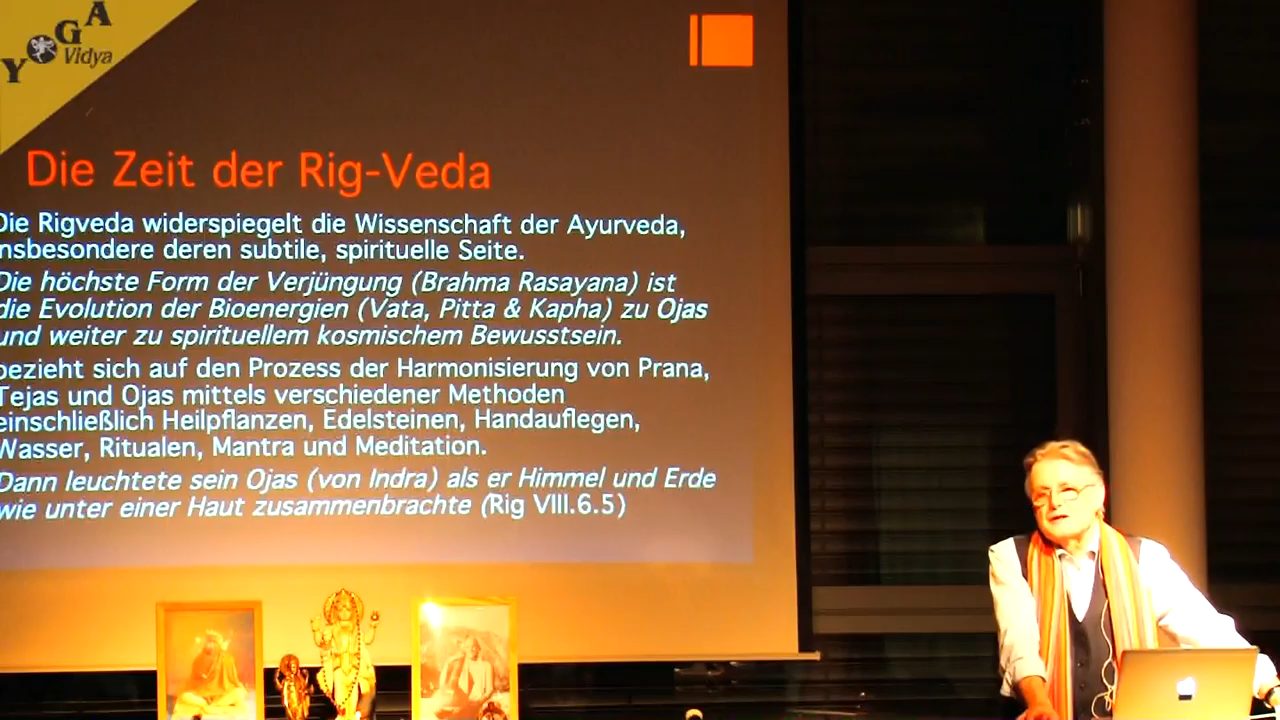 YOGA
Vidya
Die Zeit der Rig-Veda
Die Rigveda widerspiegelt die Wissenschaft der Ayurveda,
insbesondere deren subtile, spirituelle Seite.
Die höchste Form der Verjüngung (Brahma Rasayana) ist
die Evolution der Bioenergien (Vata, Pitta & Kapha) zu Ojas
und weiter zu spirituellem kosmischem Bewusstsein.
bezieht sich auf den Prozess der Harmonisierung von Prana,
Tejas und Ojas mittels verschiedener Methoden
einschließlich Heilpflanzen, Edelsteinen, Handauflegen,
Wasser, Ritualen, Mantra und Meditation.
Dann leuchtete sein Ojas (von Indra) als er Himmel und Erde
wie unter einer Haut zusammenbrachte (Rig VIII.6.5)